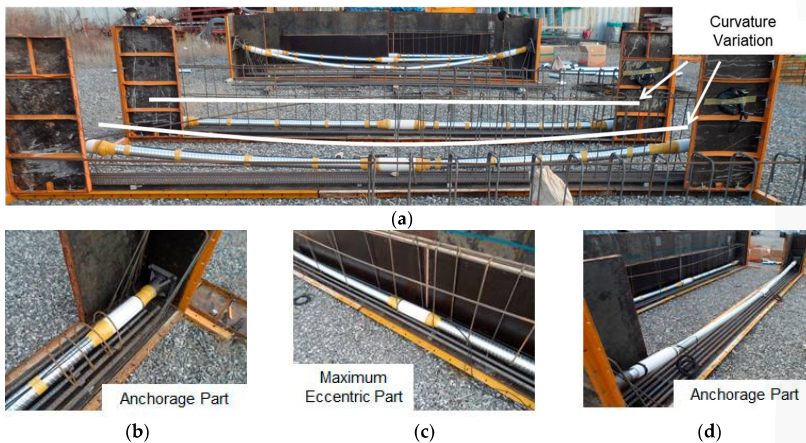 Curvature
Variation
(a)
Anchorage Part
Maximum
Eccentric Part
Anchorage Part
(b)
(c)
(d)